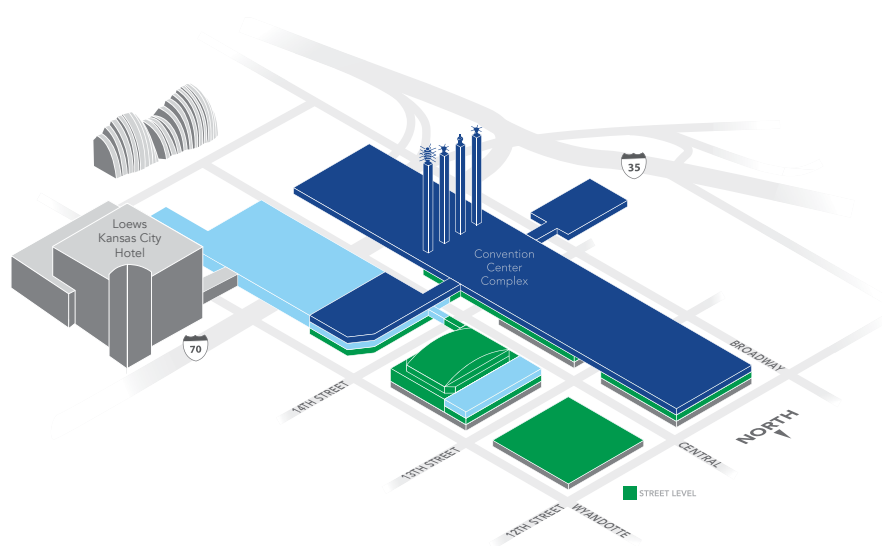 35
Loews
Kansas City
Hotel
Convention
Center
Complex
70
BROADWAY
14TH STREET
NORTH
13TH STREET
CENTRAL
STREET LEVEL
12TH STREET
WYANDOTTE